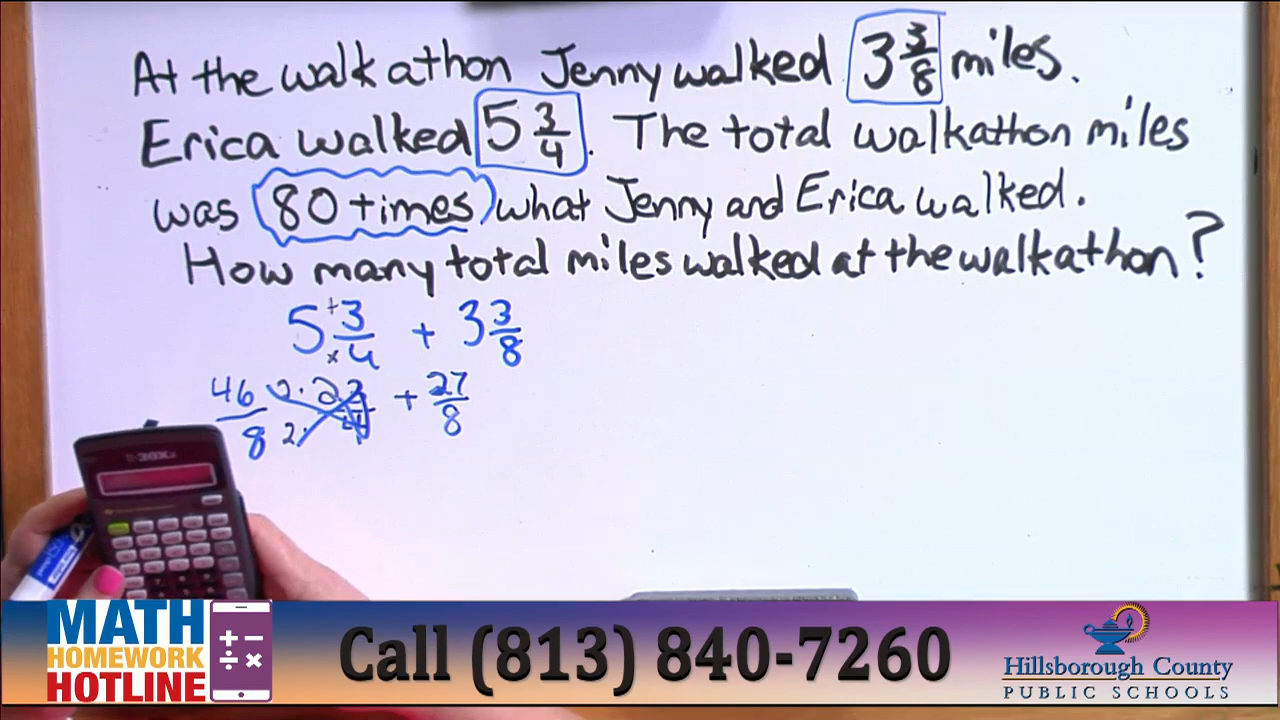 At the walkathon Jenny walked 3 3/8 miles.
Erica walked 5 3/4. The total walkathon miles
was 80 times what Jenny and Erica walked.
How many total miles walked at the walkathon?
5 + 3/× 4 + 3 3/8
46/8 + 27/8
MATH
HOMEWORK
HOTLINE
+ −
÷ ×
Call (813) 840-7260
Hillsborough County
PUBLIC SCHOOLS